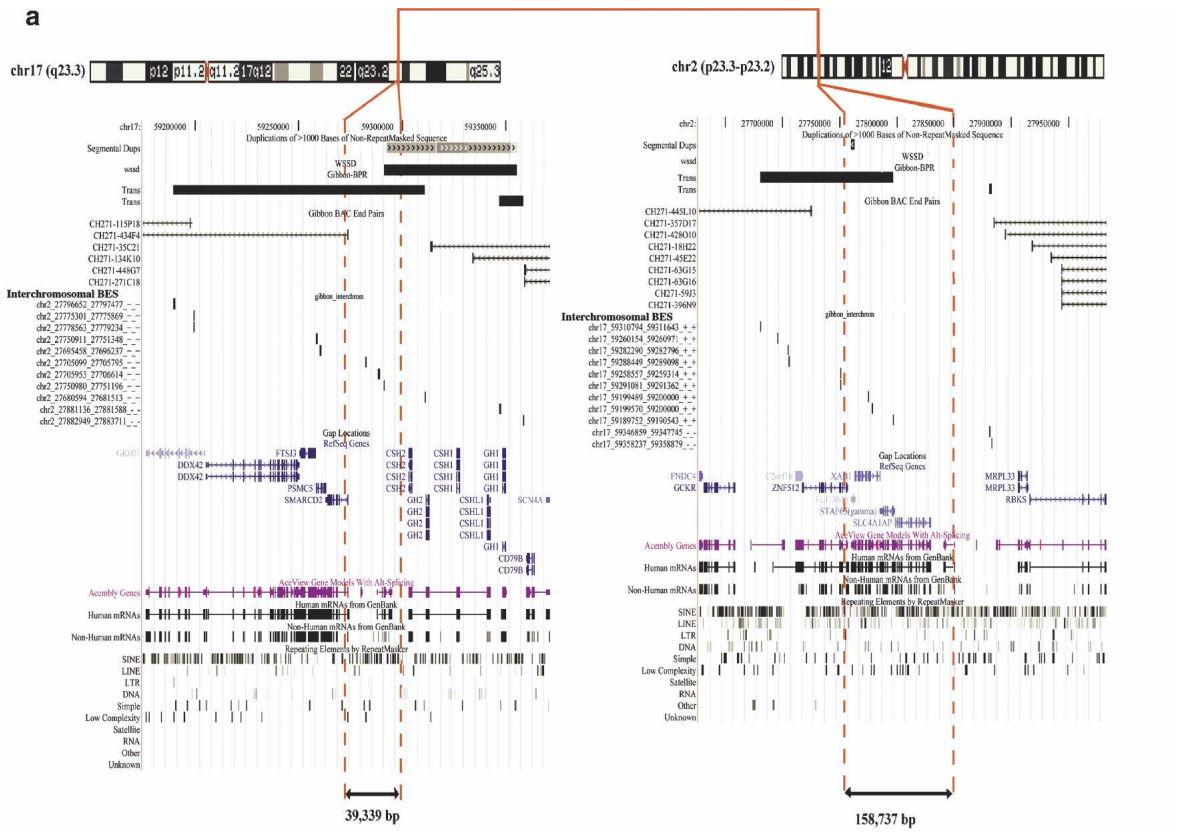 a
chr17 (q23.3)
p12 p11.2 q11.2 17q12 22 q23.2 q25.3
chr17: 59200000 59250000 59300000 59350000
Duplications of >1000 Bases of Non-RepeatMasked Sequence
Segmental Dups
WSSD
wssd
Gibbon-BPR
Trans
Trans
Gibbon BAC End Pairs
CH271-115P18
CH271-434F4
CH271-35C21
CH271-134K10
CH271-448G7
CH271-271C18
Interchromosomal BES
gibbon_interchrom
chr2_27796652_27797477_-_-
chr2_27775301_27775869_-_-
chr2_27778563_27779234_-_-
chr2_27750911_27751348_-_-
chr2_27695458_27696237_-_-
chr2_27705099_27705795_-_-
chr2_27705953_27706614_-_-
chr2_27750980_27751196_-_-
chr2_27680594_27681513_-_-
chr2_27881136_27881588_-_-
chr2_27882949_27883711_-_-
Gap Locations
RefSeq Genes
FTSJ3 CSH2 CSH1 GH1
DDX42 CSH2 CSH1 GH1
DDX42 CSH2 CSH1 GH1
PSMC5 CSH2 CSH1 GH1
SMARCD2 GH2 CSHL1 SCN4A
GH2 CSHL1
GH2 CSHL1
GH2 CSHL1
GH1
CD79B
CD79B
AceView Gene Models With Alt-Splicing
Acembly Genes
Human mRNAs from GenBank
Human mRNAs
Non-Human mRNAs from GenBank
Non-Human mRNAs
Repeating Elements by RepeatMasker
SINE
LINE
LTR
DNA
Simple
Low Complexity
Satellite
RNA
Other
Unknown
39,339 bp
chr2 (p23.3-p23.2)
12
chr2: 27700000 27750000 27800000 27850000 27900000 27950000
Duplications of >1000 Bases of Non-RepeatMasked Sequence
Segmental Dups
WSSD
wssd
Gibbon-BPR
Trans
Trans
Gibbon BAC End Pairs
CH271-445L10
CH271-357D17
CH271-428O10
CH271-18H22
CH271-45E22
CH271-63G15
CH271-63G16
CH271-59J3
CH271-396N9
Interchromosomal BES
gibbon_interchrom
chr17_59310794_59311643_+_+
chr17_59260154_59260971_+_+
chr17_59282290_59282796_+_+
chr17_59288449_59289098_+_+
chr17_59258557_59259314_+_+
chr17_59291081_59291362_+_+
chr17_59199489_59200000_+_+
chr17_59199570_59200000_+_+
chr17_59189752_59190543_+_+
chr17_59346859_59347745_-_-
chr17_59358237_59358879_-_-
Gap Locations
RefSeq Genes
FNDC4 C2orf16 XAB1 MRPL33
GCKR ZNF512 MRPL33
RBKS
STAF65(gamma)
SLC4A1AP
AceView Gene Models With Alt-Splicing
Acembly Genes
Human mRNAs from GenBank
Human mRNAs
Non-Human mRNAs from GenBank
Non-Human mRNAs
Repeating Elements by RepeatMasker
SINE
LINE
LTR
DNA
Simple
Low Complexity
Satellite
RNA
Other
Unknown
158,737 bp